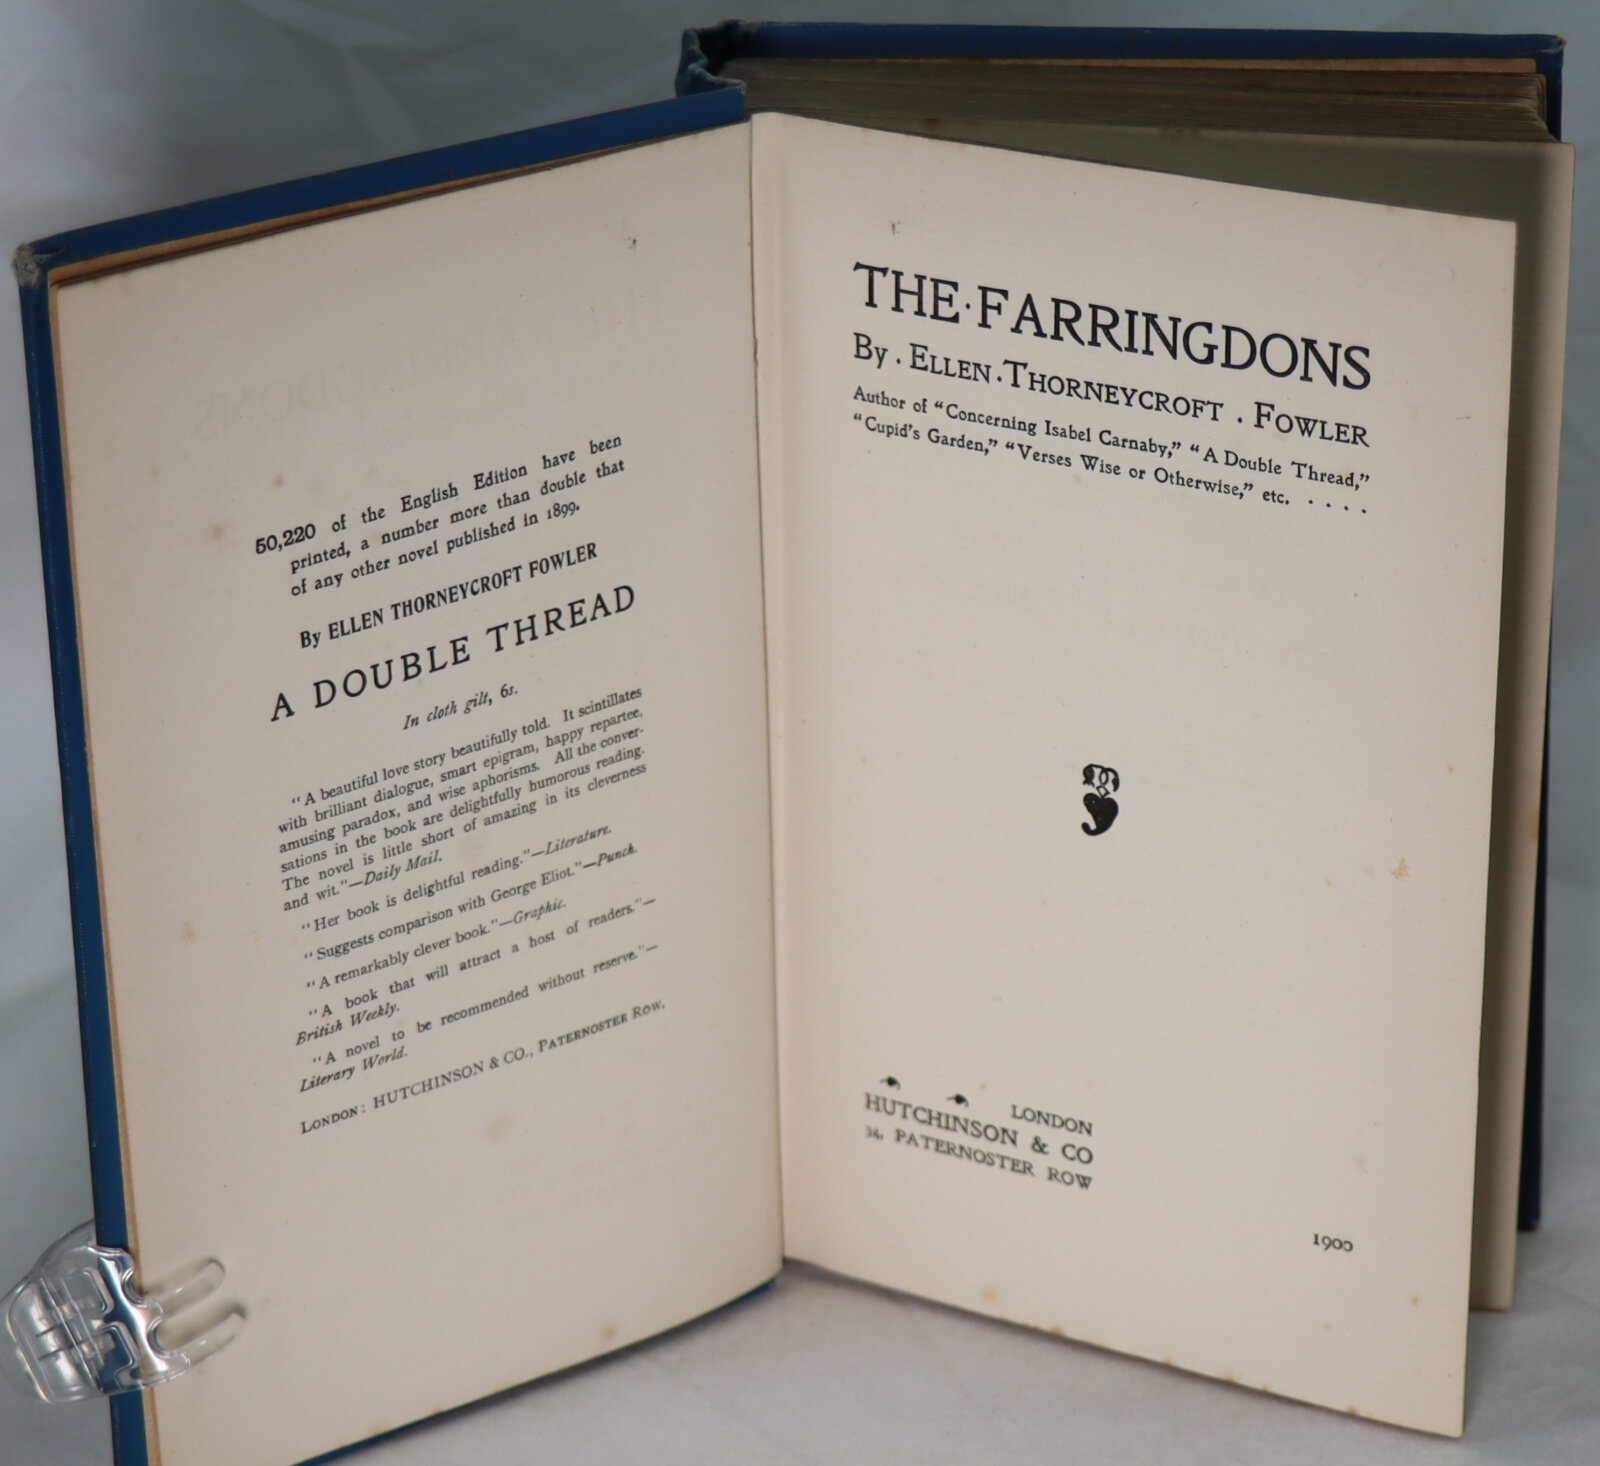 50,220 of the English Edition have been
printed, a number more than double that
of any other novel published in 1899.
By ELLEN THORNEYCROFT FOWLER
A DOUBLE THREAD
In cloth gilt, 6s.
"A beautiful love story beautifully told. It scintillates
with brilliant dialogue, smart epigram, happy repartee,
amusing paradox, and wise aphorisms. All the conver-
sations in the book are delightfully humorous reading.
The novel is little short of amazing in its cleverness
and wit."—Daily Mail.
"Her book is delightful reading."—Literature.
"Suggests comparison with George Eliot."—Punch.
"A remarkably clever book."—Graphic.
"A book that will attract a host of readers."—
British Weekly.
"A novel to be recommended without reserve."—
Literary World.
LONDON: HUTCHINSON & CO., PATERNOSTER ROW.
THE·FARRINGDONS
By . ELLEN . THORNEYCROFT . FOWLER
Author of "Concerning Isabel Carnaby," "A Double Thread,"
"Cupid's Garden," "Verses Wise or Otherwise," etc. . . . .
LONDON
HUTCHINSON & CO
34, PATERNOSTER ROW
1900